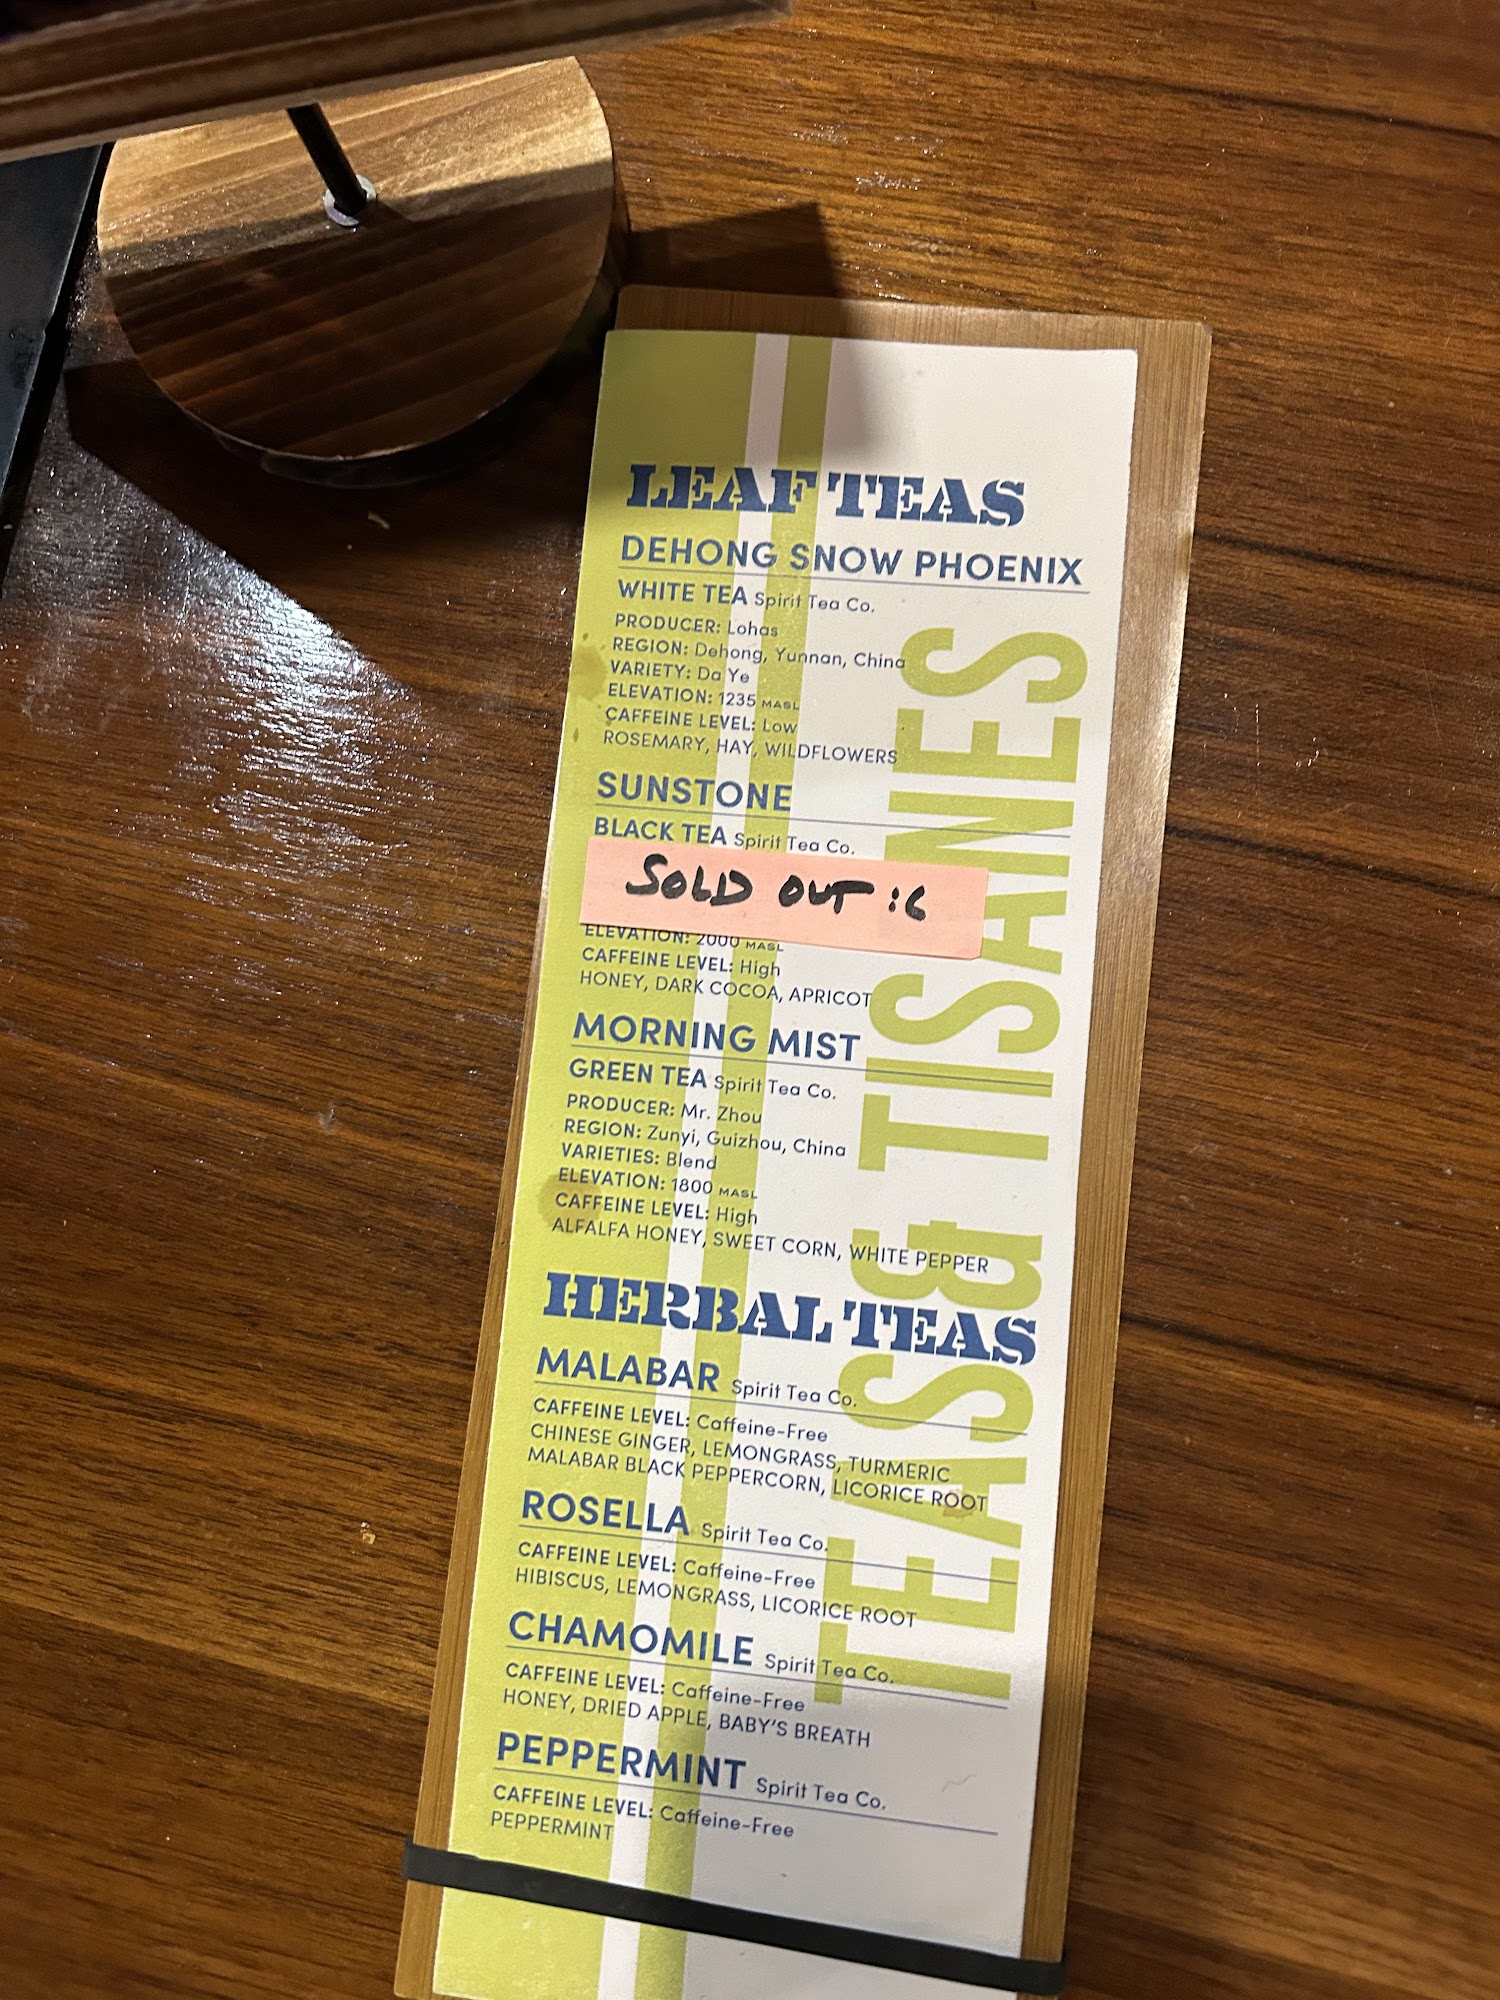 LEAF TEAS
DEHONG SNOW PHOENIX
WHITE TEA Spirit Tea Co.
PRODUCER: Lohas
REGION: Dehong, Yunnan, China
VARIETY: Da Ye
ELEVATION: 1235 MASL
CAFFEINE LEVEL: Low
ROSEMARY, HAY, WILDFLOWERS
SUNSTONE
BLACK TEA Spirit Tea Co.
SOLD OUT :(
ELEVATION: 2000 MASL
CAFFEINE LEVEL: High
HONEY, DARK COCOA, APRICOT
MORNING MIST
GREEN TEA Spirit Tea Co.
PRODUCER: Mr. Zhou
REGION: Zunyi, Guizhou, China
VARIETIES: Blend
ELEVATION: 1800 MASL
CAFFEINE LEVEL: High
ALFALFA HONEY, SWEET CORN, WHITE PEPPER
HERBAL TEAS
MALABAR Spirit Tea Co.
CAFFEINE LEVEL: Caffeine-Free
CHINESE GINGER, LEMONGRASS, TURMERIC
MALABAR BLACK PEPPERCORN, LICORICE ROOT
ROSELLA Spirit Tea Co.
CAFFEINE LEVEL: Caffeine-Free
HIBISCUS, LEMONGRASS, LICORICE ROOT
CHAMOMILE Spirit Tea Co.
CAFFEINE LEVEL: Caffeine-Free
HONEY, DRIED APPLE, BABY'S BREATH
PEPPERMINT Spirit Tea Co.
CAFFEINE LEVEL: Caffeine-Free
PEPPERMINT
TEAS & TISANES